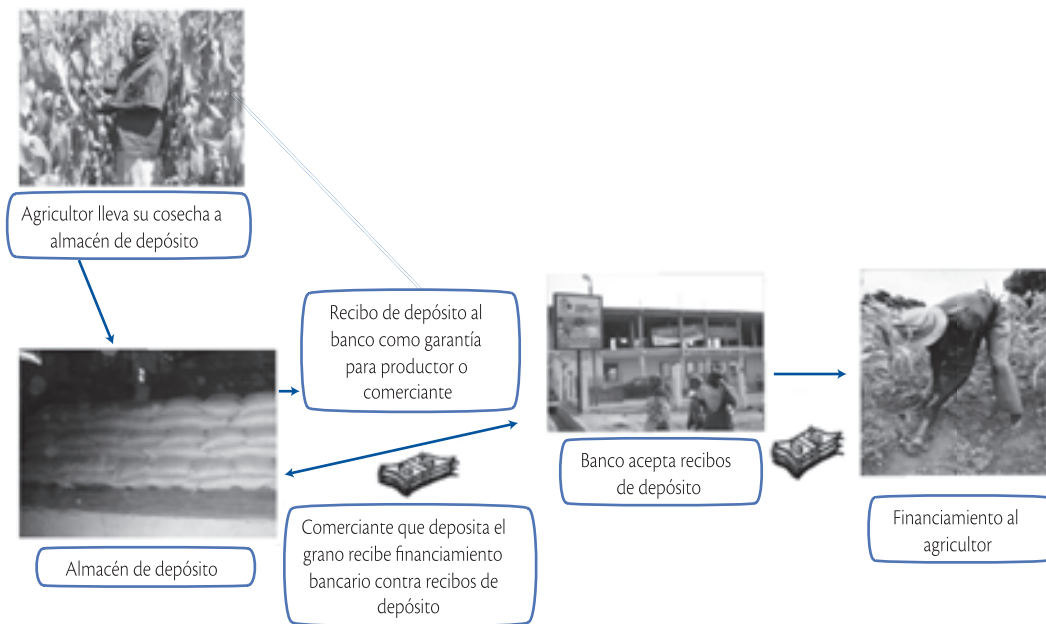 Agricultor lleva su cosecha a
almacén de depósito
Recibo de depósito al
banco como garantía
para productor o
comerciante
Banco acepta recibos
de depósito
Financiamiento al
agricultor
Almacén de depósito
Comerciante que deposita el
grano recibe financiamiento
bancario contra recibos de
depósito